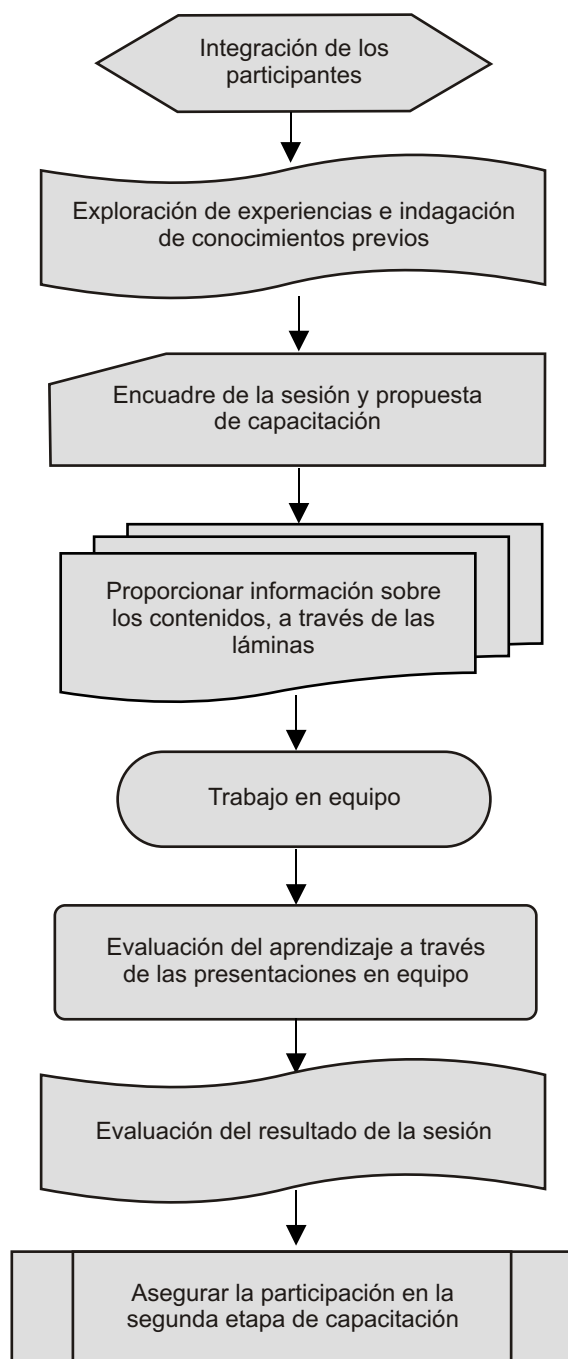 Integración de los
participantes
Exploración de experiencias e indagación
de conocimientos previos
Encuadre de la sesión y propuesta
de capacitación
Proporcionar información sobre
los contenidos, a través de las
láminas
Trabajo en equipo
Evaluación del aprendizaje a través
de las presentaciones en equipo
Evaluación del resultado de la sesión
Asegurar la participación en la
segunda etapa de capacitación